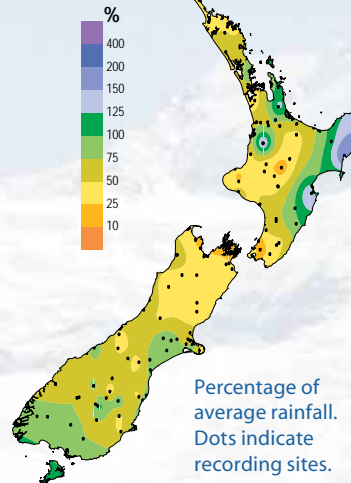 %
400
200
150
125
100
75
50
25
10
Percentage of
average rainfall.
Dots indicate
recording sites.